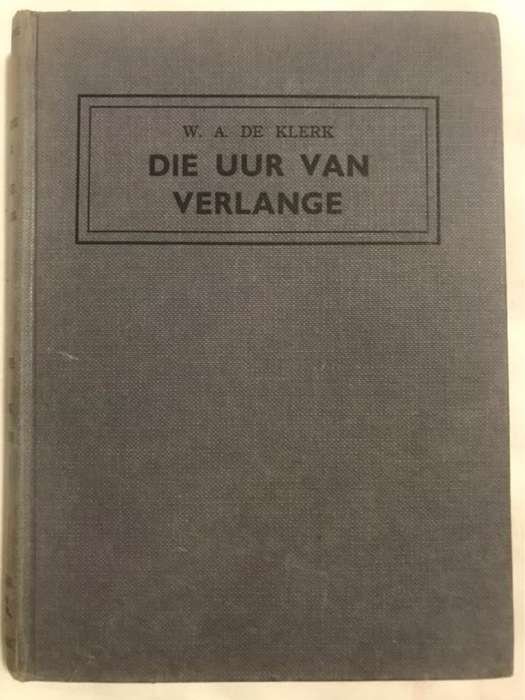 W. A. DE KLERK
DIE UUR VAN
VERLANGE